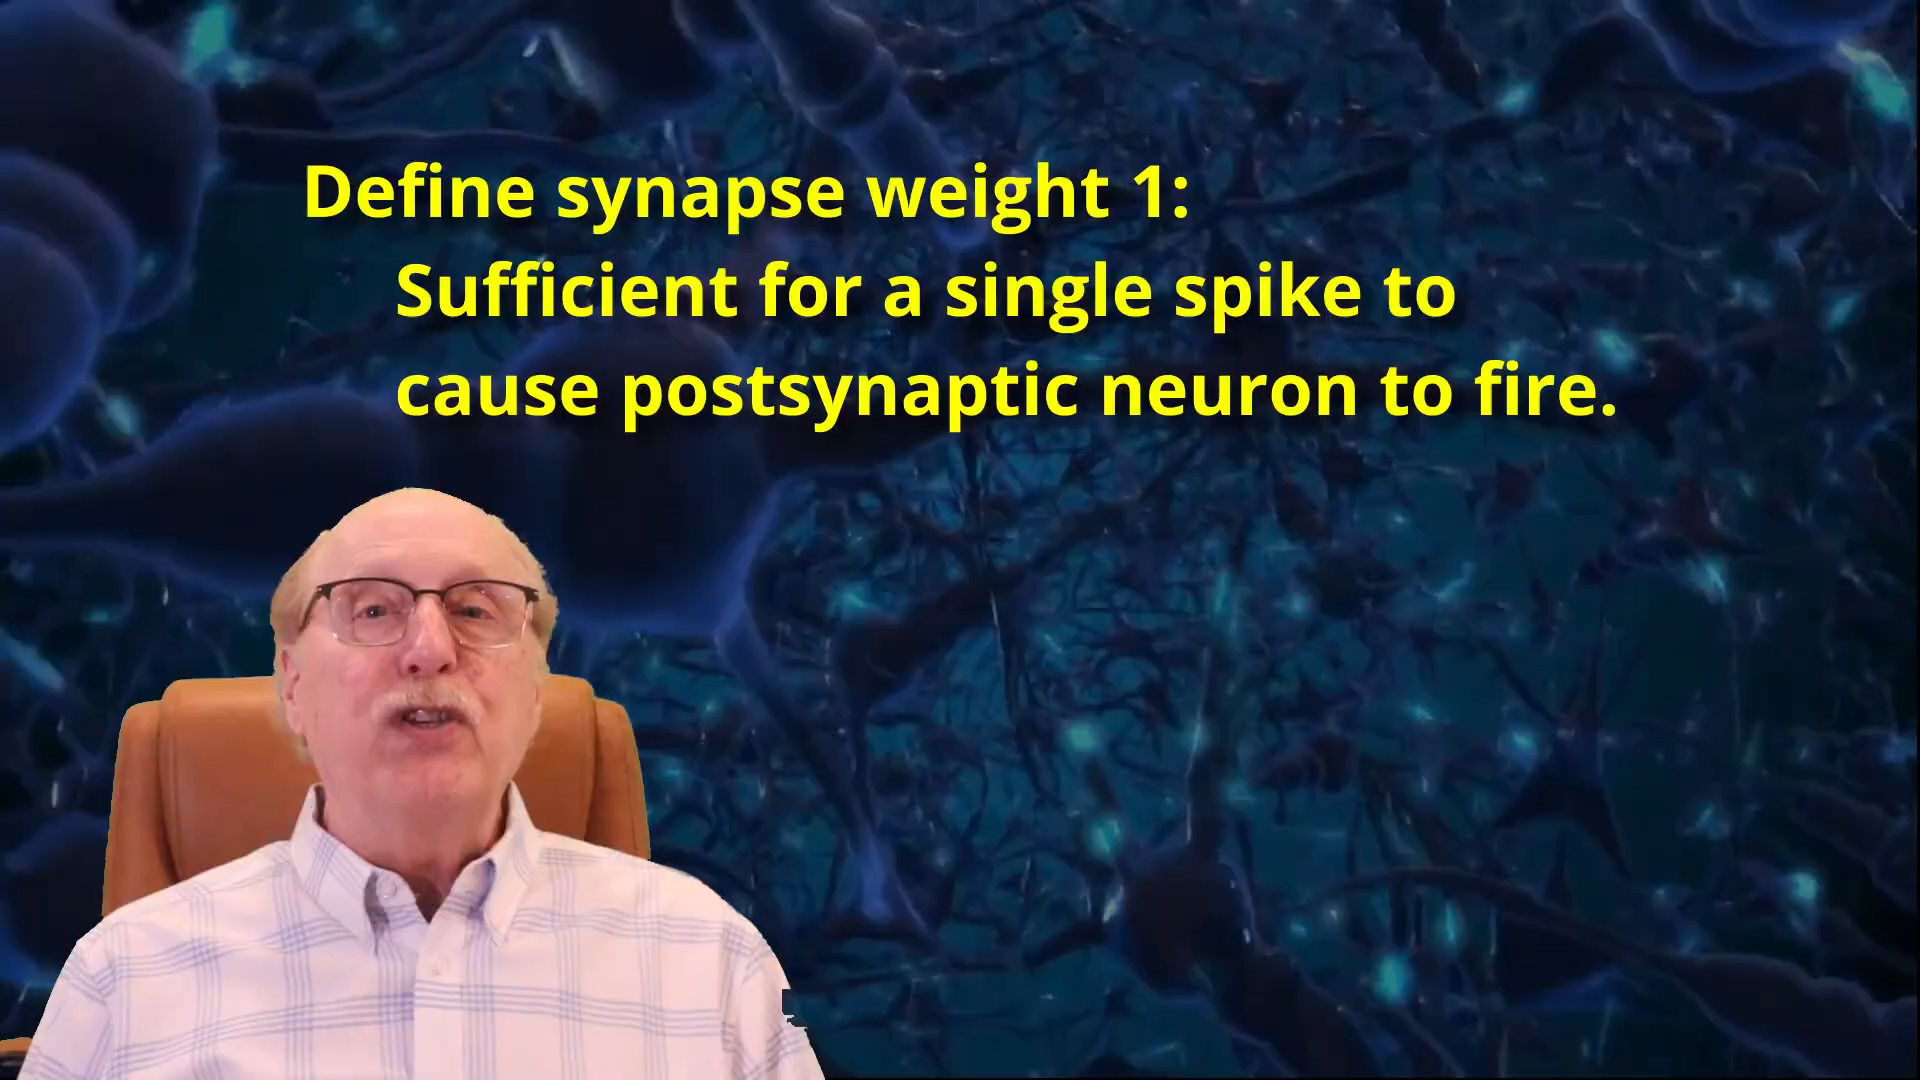 Define synapse weight 1:
Sufficient for a single spike to
cause postsynaptic neuron to fire.